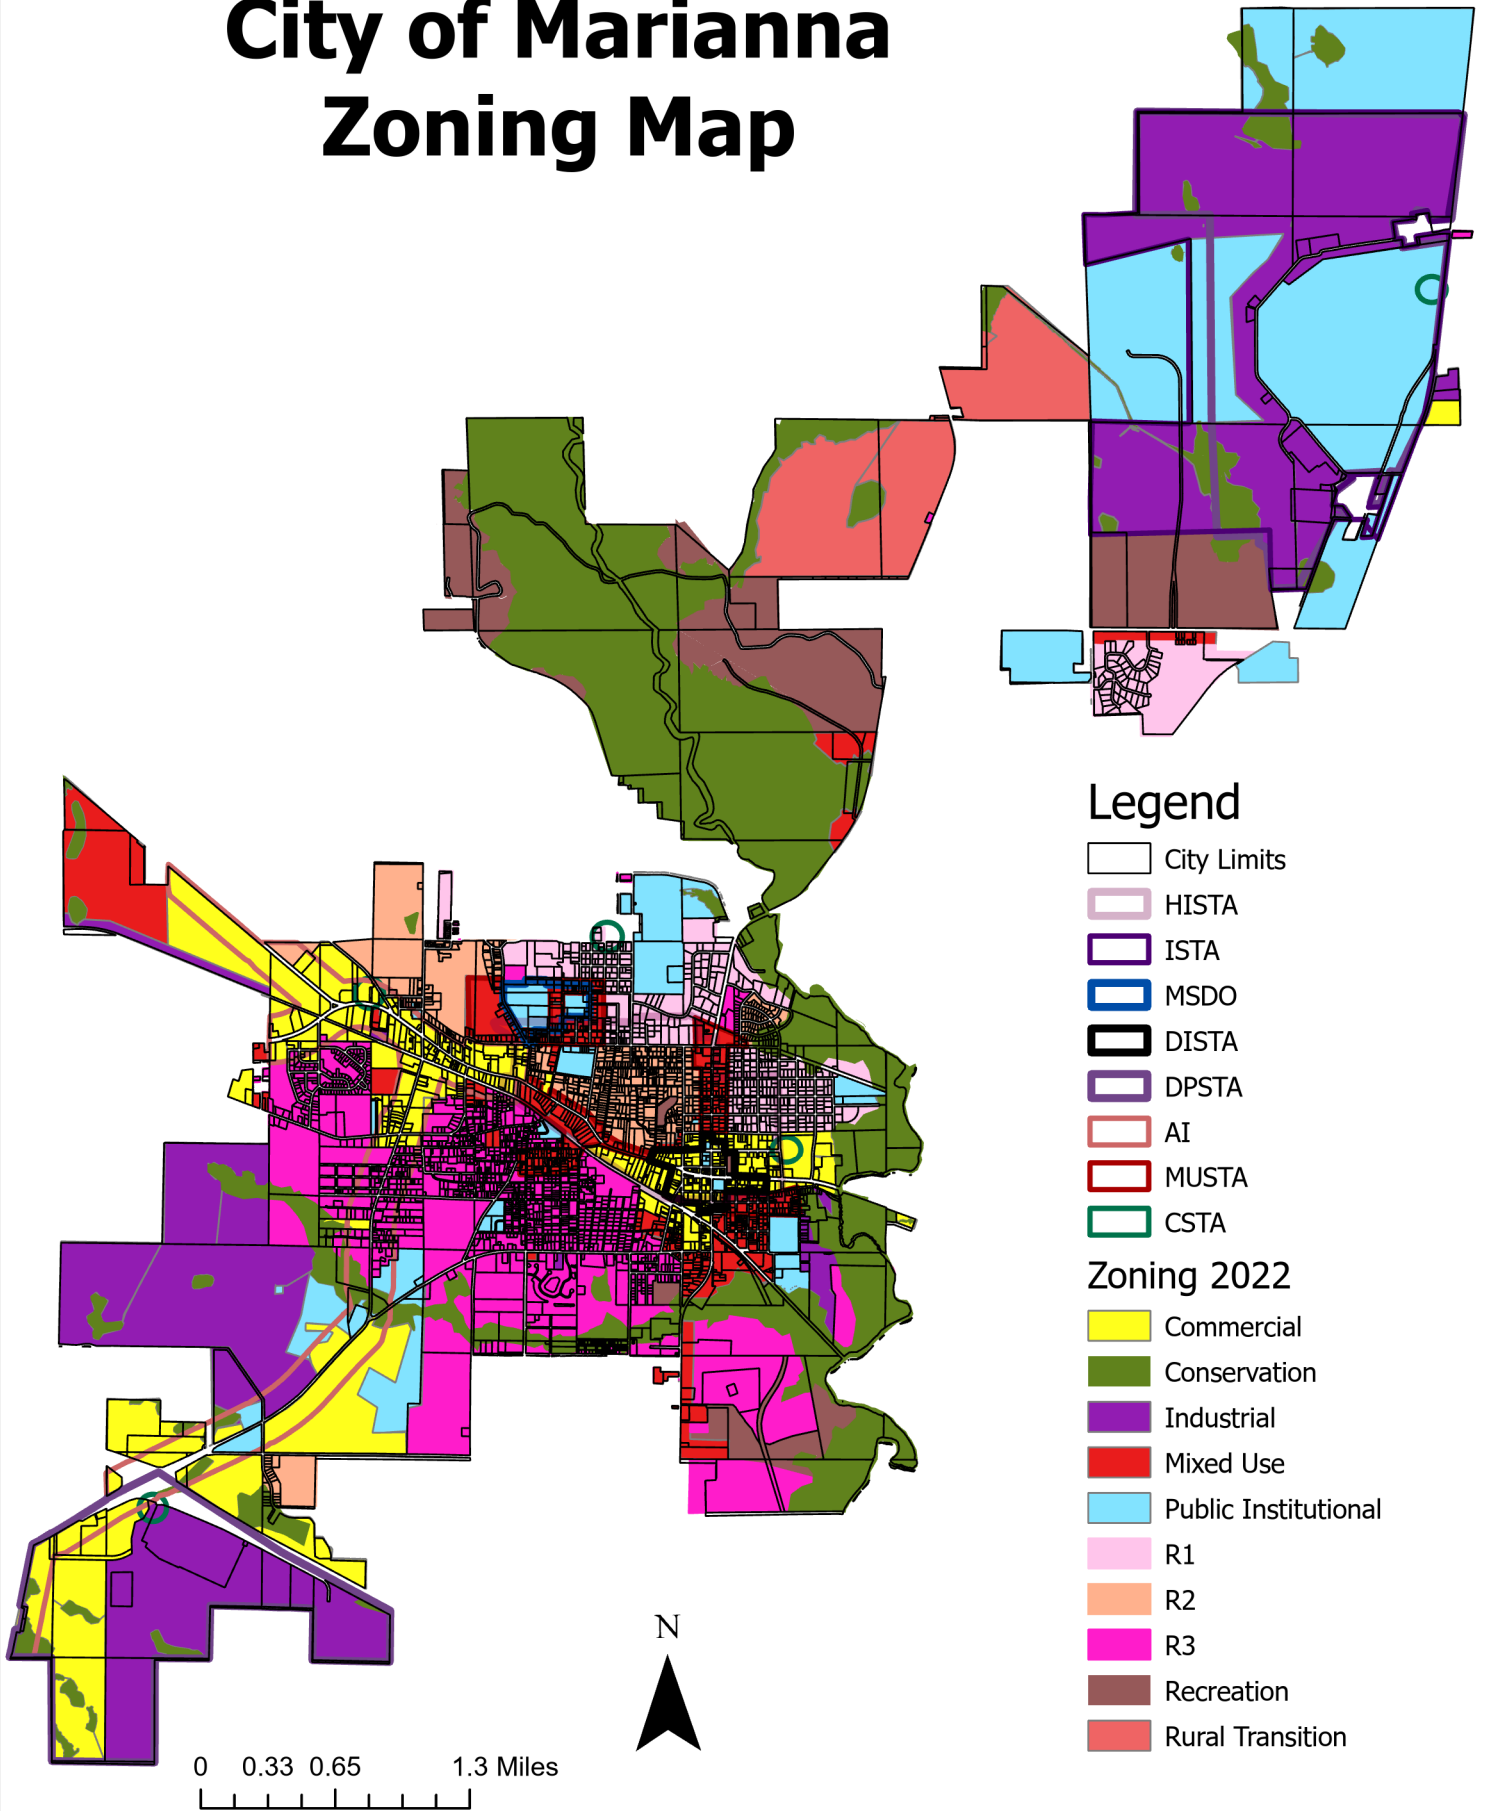 City of Marianna
Zoning Map
Legend
City Limits
HISTA
ISTA
MSDO
DISTA
DPSTA
AI
MUSTA
CSTA
Zoning 2022
Commercial
Conservation
Industrial
Mixed Use
Public Institutional
R1
R2
R3
Recreation
Rural Transition
N
0 0.33 0.65 1.3 Miles